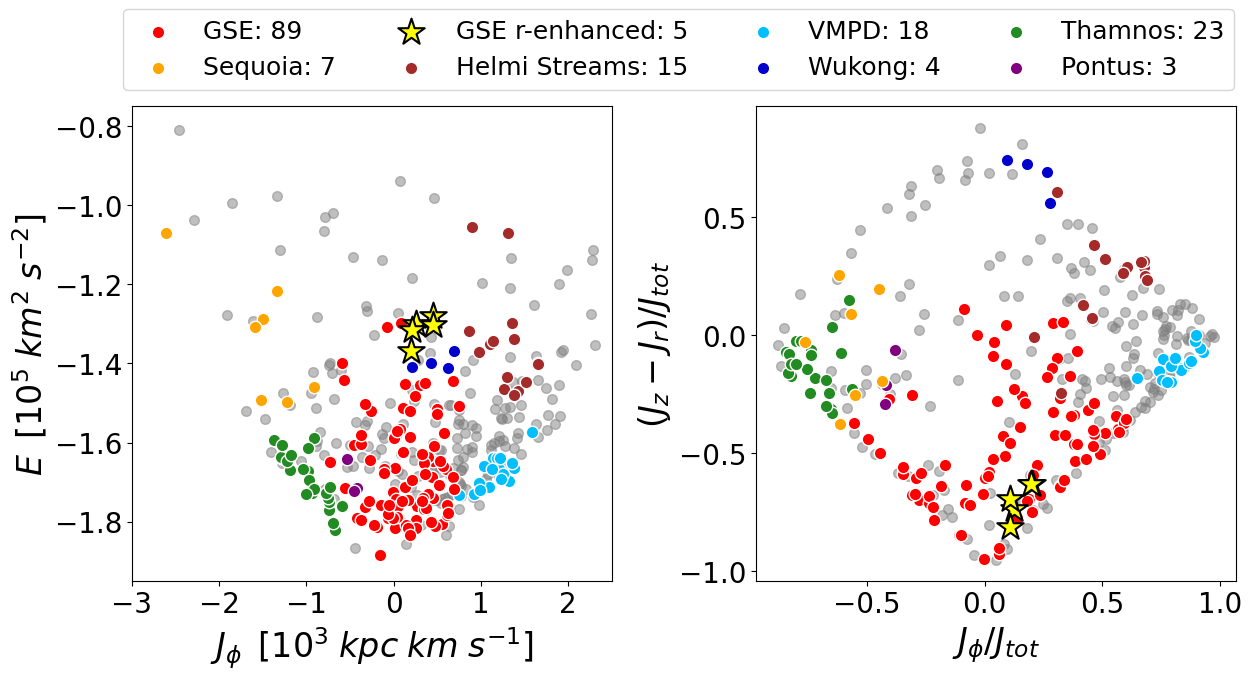 GSE: 89
GSE r-enhanced: 5
VMPD: 18
Thamnos: 23
Sequoia: 7
Helmi Streams: 15
Wukong: 4
Pontus: 3
E [10⁵ km² s⁻²]
−0.8
−1.0
−1.2
−1.4
−1.6
−1.8
−3 −2 −1 0 1 2
J_ϕ [10³ kpc km s⁻¹]
(J_z − J_r)/J_tot
0.5
0.0
−0.5
−1.0
−0.5 0.0 0.5 1.0
J_ϕ/J_tot